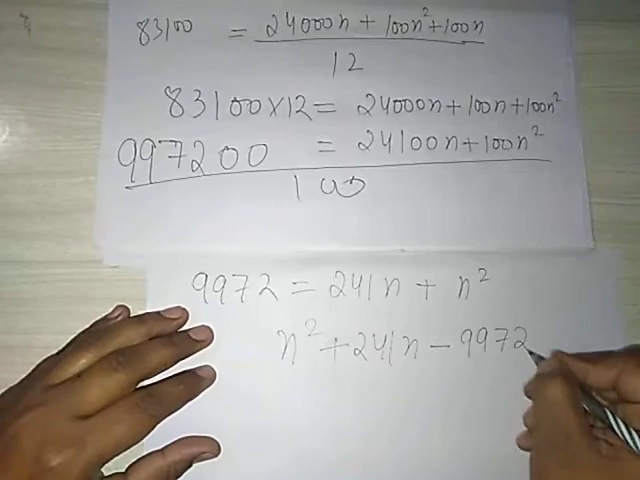 83100 = 24000n + 100n² + 100n
12
83100 × 12 = 24000n + 100n + 100n²
997200 = 24100n + 100n²
100
9972 = 241n + n²
n² + 241n - 9972